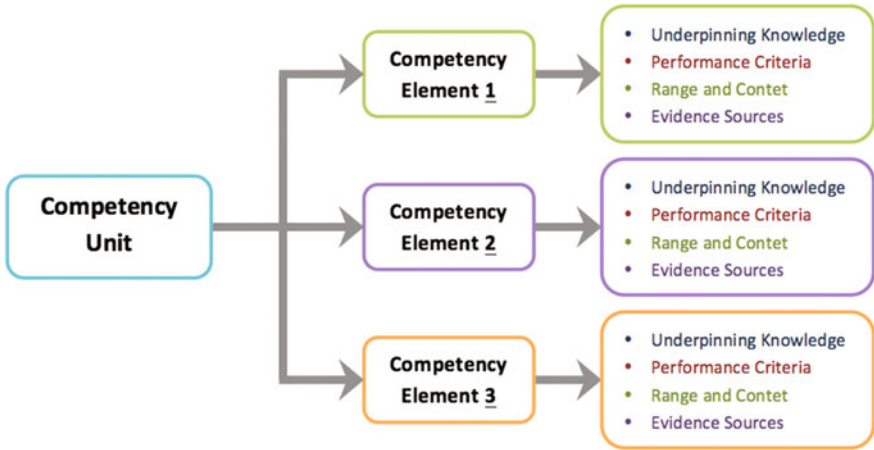 Competency
Unit
Competency
Element 1
• Underpinning Knowledge
• Performance Criteria
• Range and Contet
• Evidence Sources
Competency
Element 2
• Underpinning Knowledge
• Performance Criteria
• Range and Contet
• Evidence Sources
Competency
Element 3
• Underpinning Knowledge
• Performance Criteria
• Range and Contet
• Evidence Sources